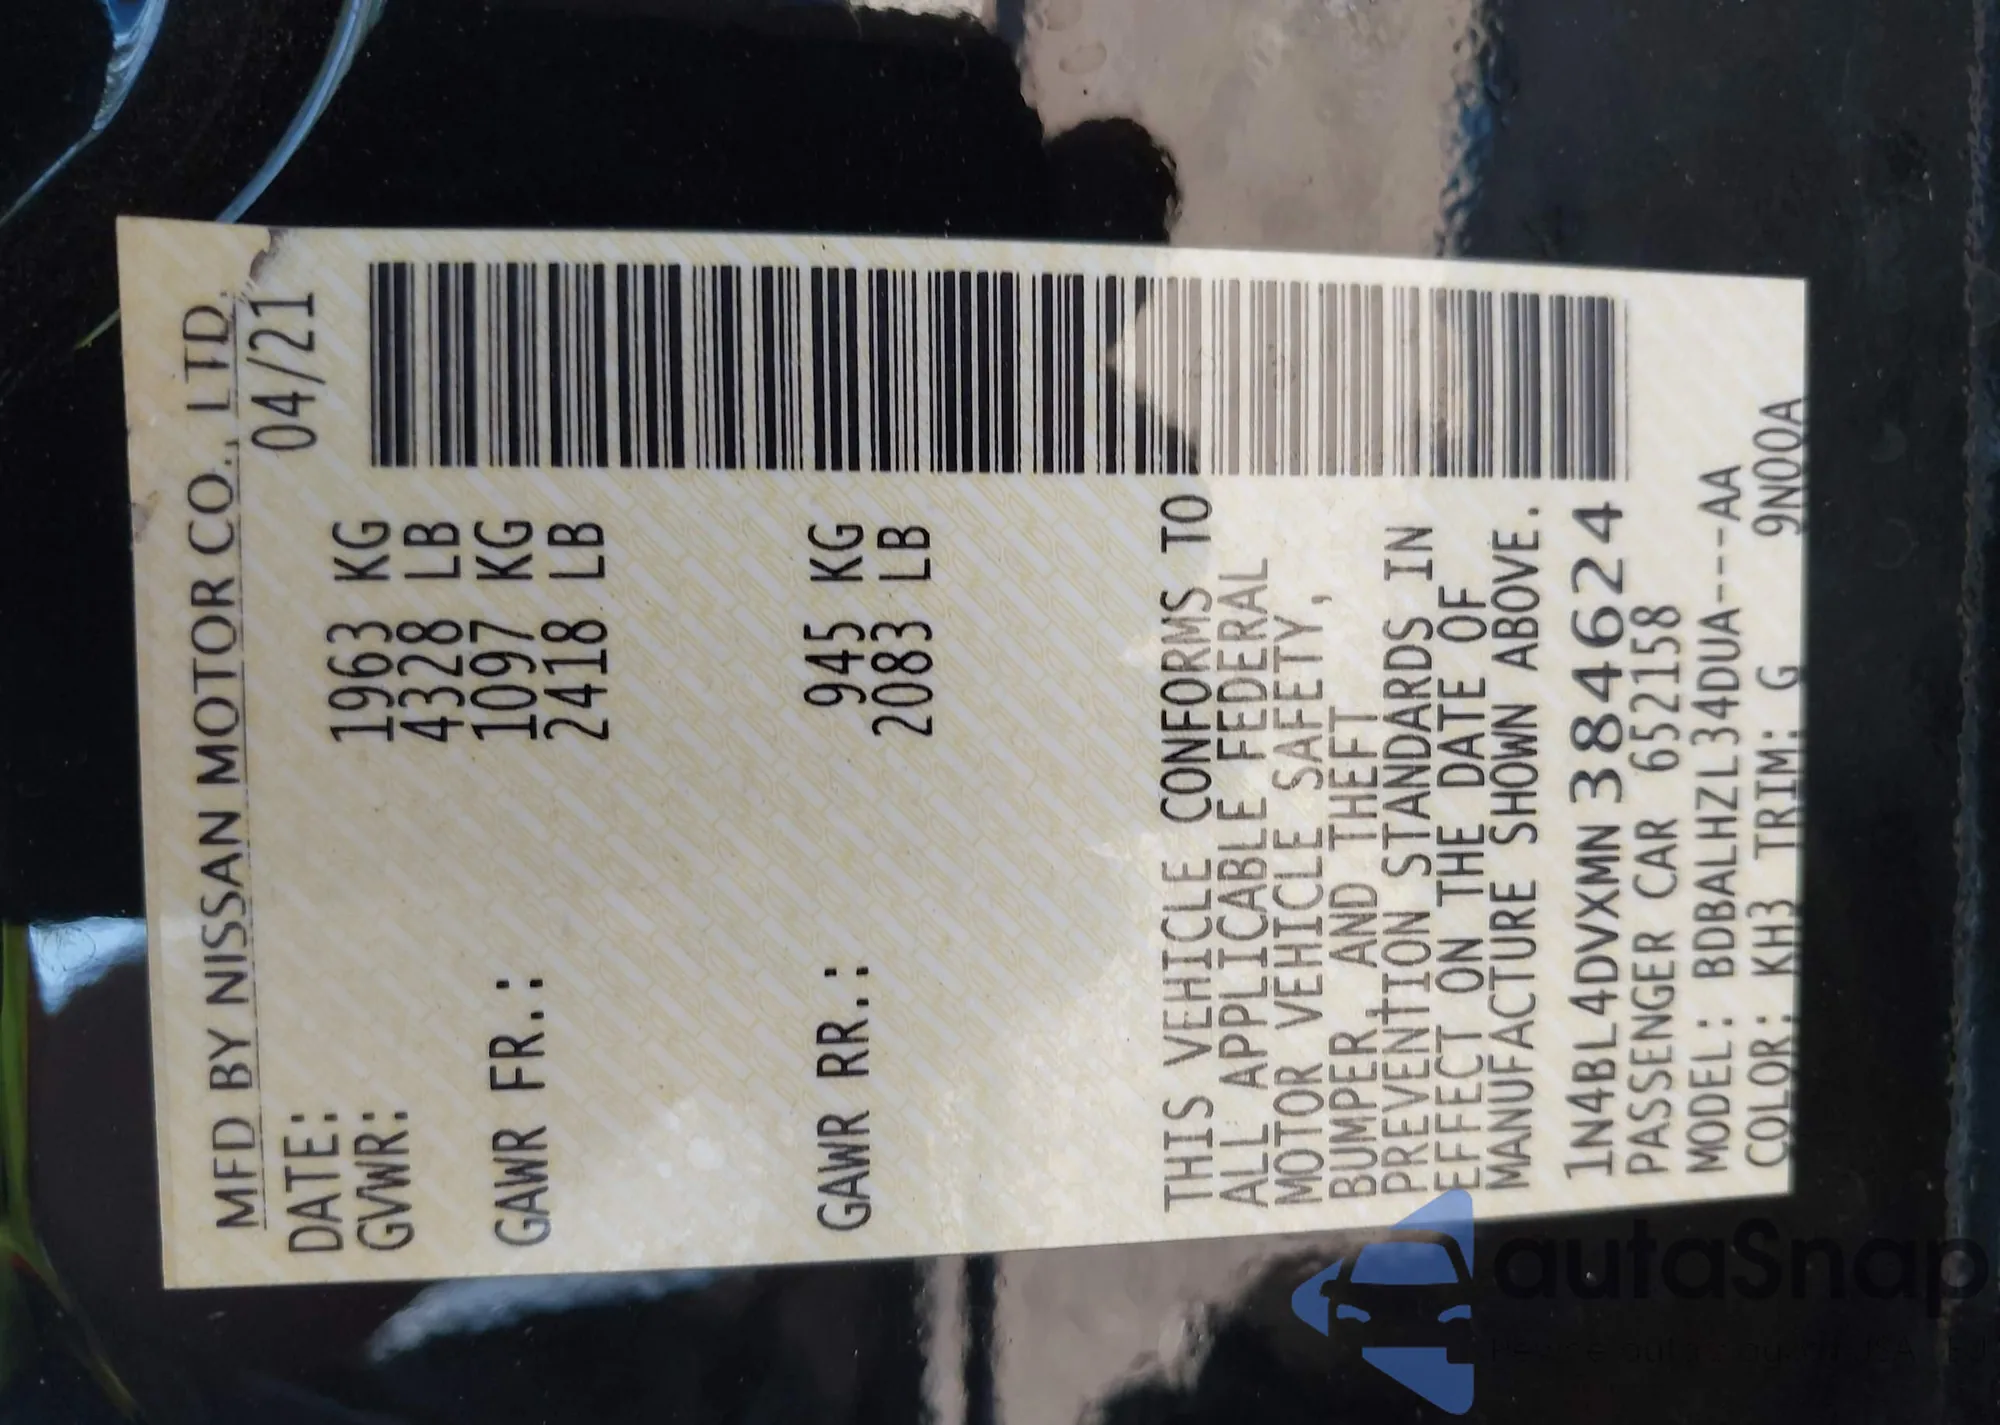 MFD BY NISSAN MOTOR CO., LTD.
DATE: 04/21
GVWR: 1963 KG
4328 LB
GAWR FR.: 1097 KG
2418 LB
GAWR RR.: 945 KG
2083 LB
THIS VEHICLE CONFORMS TO
ALL APPLICABLE FEDERAL
MOTOR VEHICLE SAFETY,
BUMPER, AND THEFT
PREVENTION STANDARDS IN
EFFECT ON THE DATE OF
MANUFACTURE SHOWN ABOVE.
1N4BL4DVXMN384624
PASSENGER CAR 652158
MODEL: BDBALHZL34DUA---AA
COLOR: KH3 TRIM: G 9N00A
autaSnap